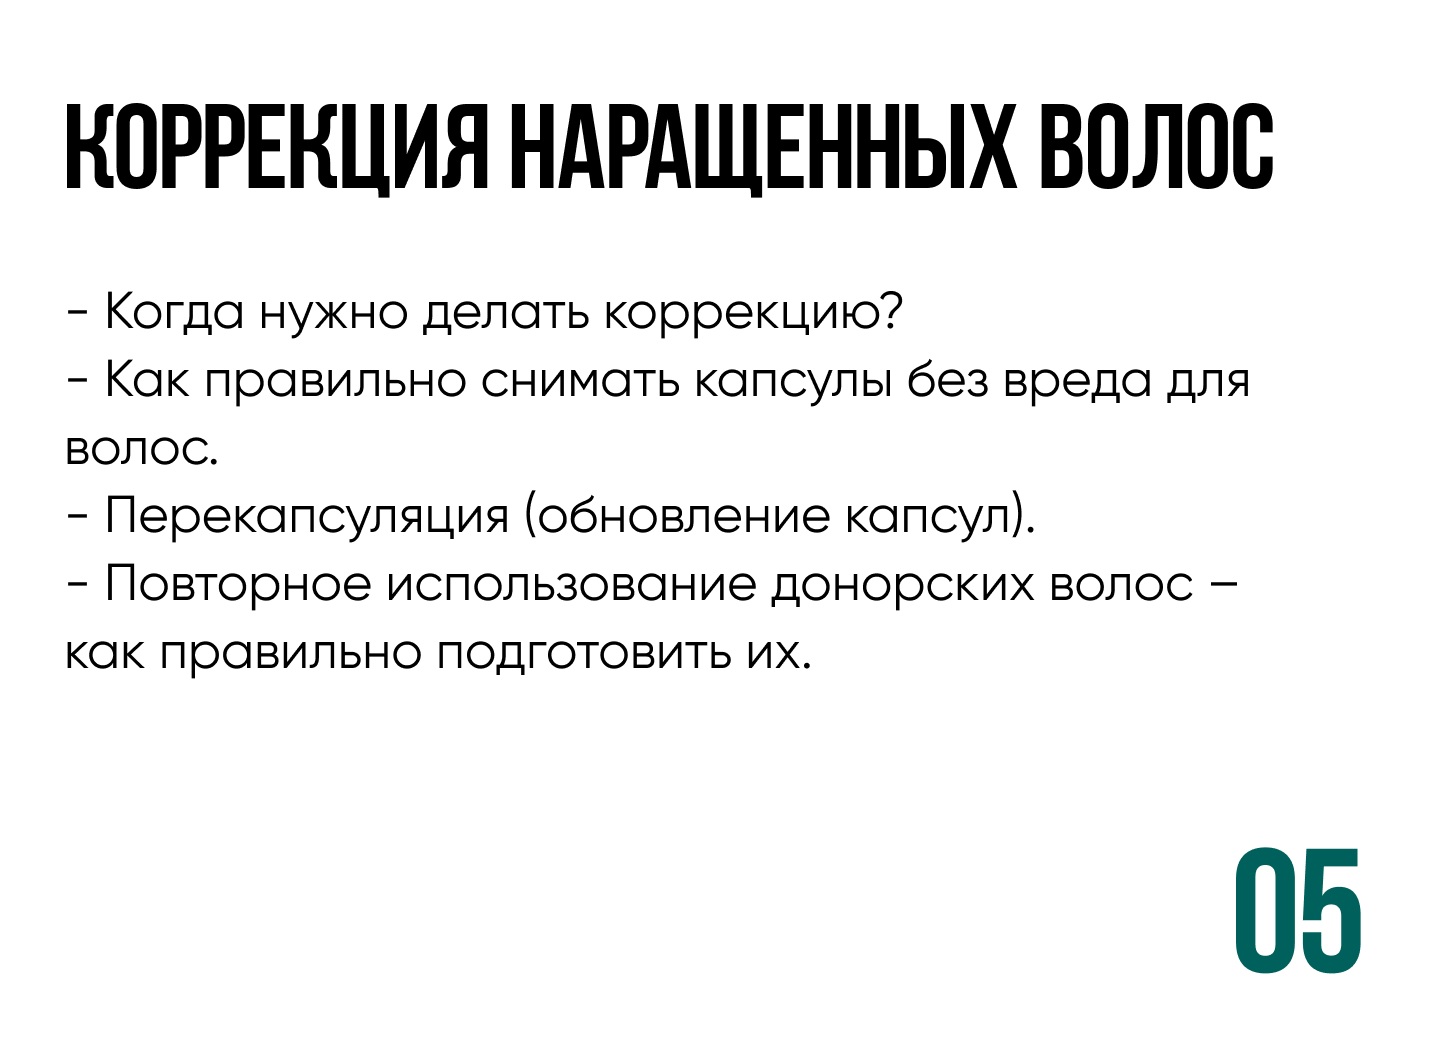 КОРРЕКЦИЯ НАРАЩЕННЫХ ВОЛОС
- Когда нужно делать коррекцию?
- Как правильно снимать капсулы без вреда для
волос.
- Перекапсуляция (обновление капсул).
- Повторное использование донорских волос –
как правильно подготовить их.
05